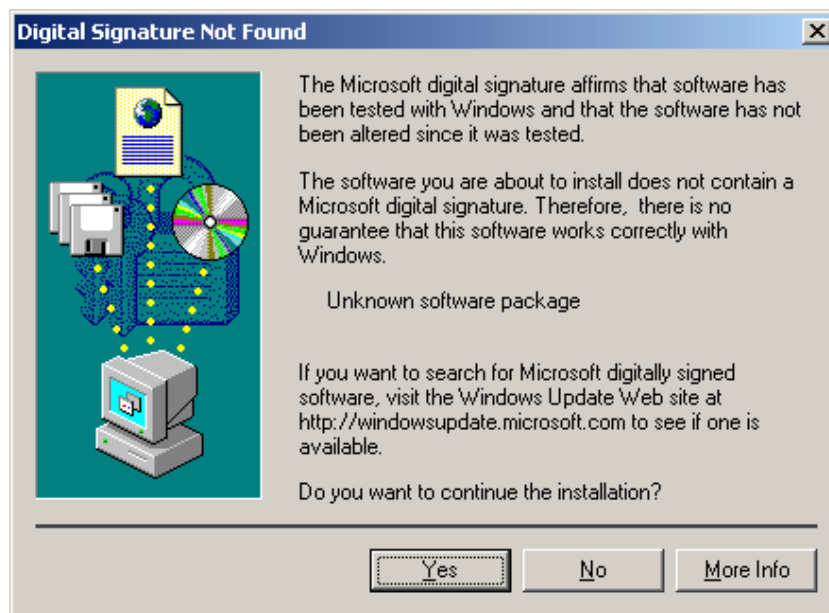 Digital Signature Not Found
The Microsoft digital signature affirms that software has
been tested with Windows and that the software has not
been altered since it was tested.
The software you are about to install does not contain a
Microsoft digital signature. Therefore,  there is no
guarantee that this software works correctly with
Windows.
Unknown software package
If you want to search for Microsoft digitally signed
software, visit the Windows Update Web site at
http://windowsupdate.microsoft.com to see if one is
available.
Do you want to continue the installation?
Yes No More Info